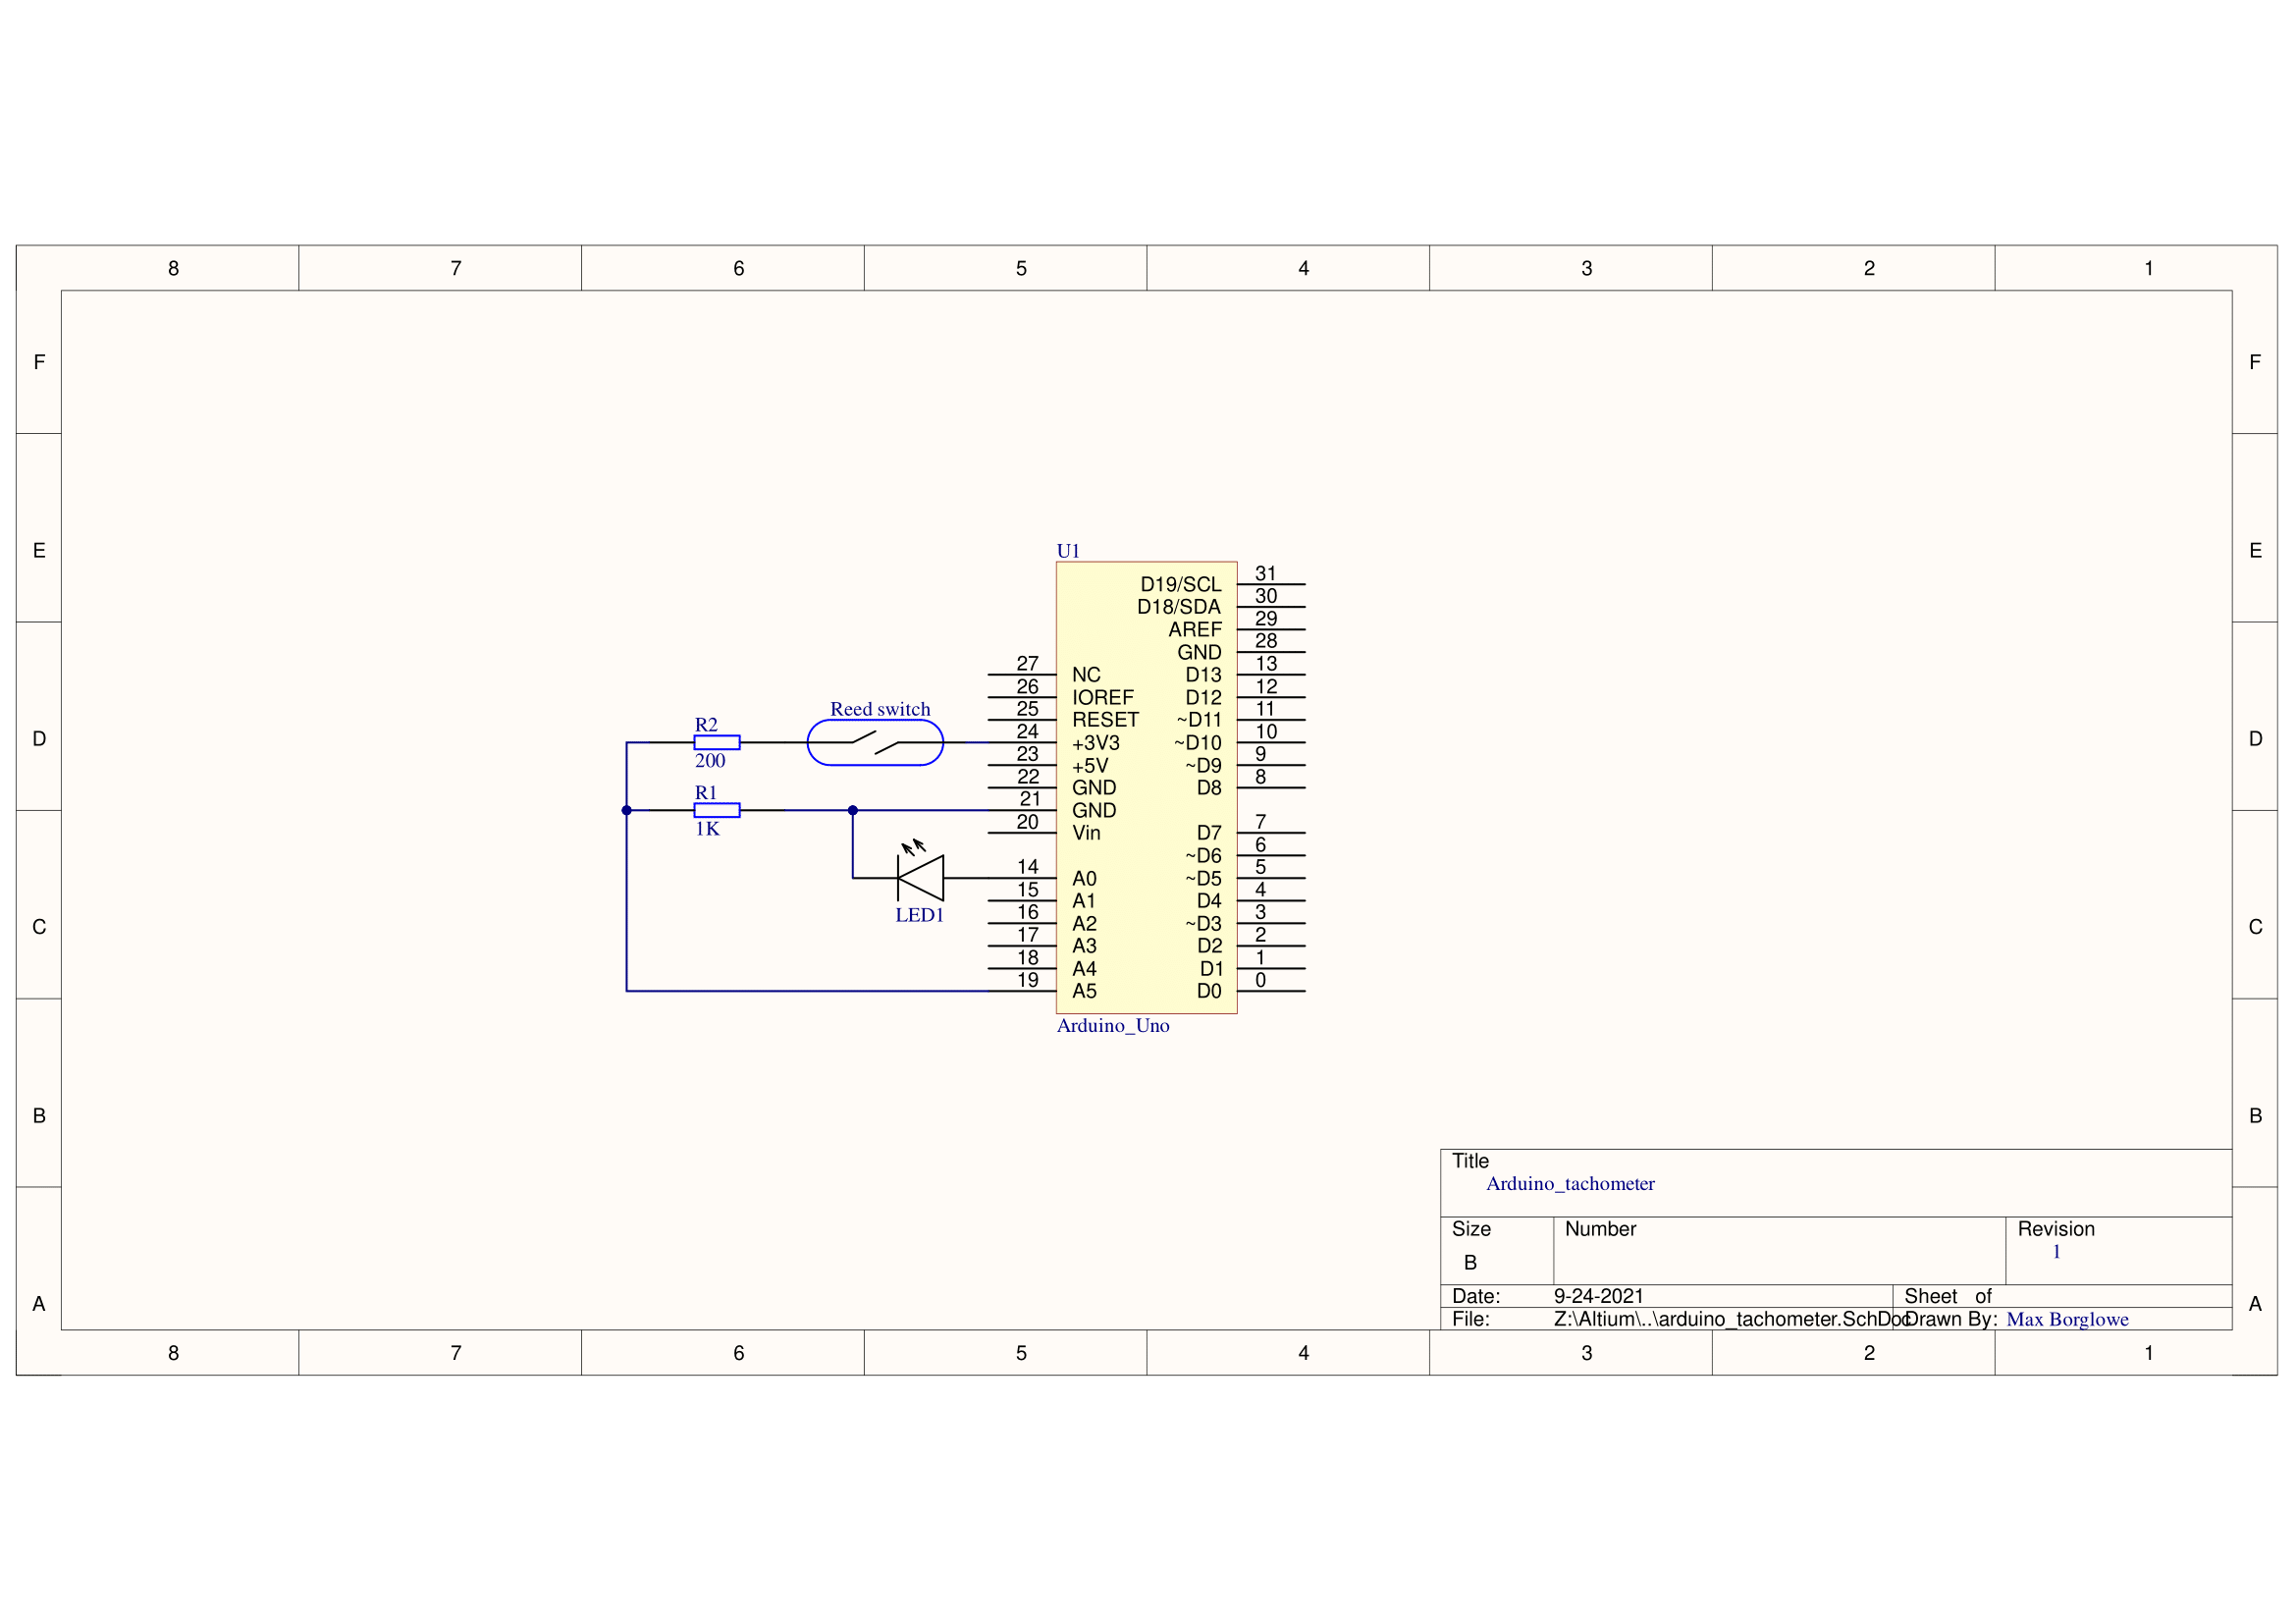 8 7 6 5 4 3 2 1
F F
E E
D D
C C
B B
A A
U1
D19/SCL 31
D18/SDA 30
AREF 29
GND 28
27 NC D13 13
26 IOREF D12 12
25 RESET ~D11 11
24 +3V3 ~D10 10
23 +5V ~D9 9
22 GND D8 8
21 GND
20 Vin D7 7
~D6 6
14 A0 ~D5 5
15 A1 D4 4
16 A2 ~D3 3
17 A3 D2 2
18 A4 D1 1
19 A5 D0 0
Arduino_Uno
Reed switch
R2
200
R1
1K
LED1
Title
Arduino_tachometer
Size Number Revision
B 1
Date: 9-24-2021 Sheet of
File: Z:\Altium\..\arduino_tachometer.SchDoc Drawn By: Max Borglowe
8 7 6 5 4 3 2 1